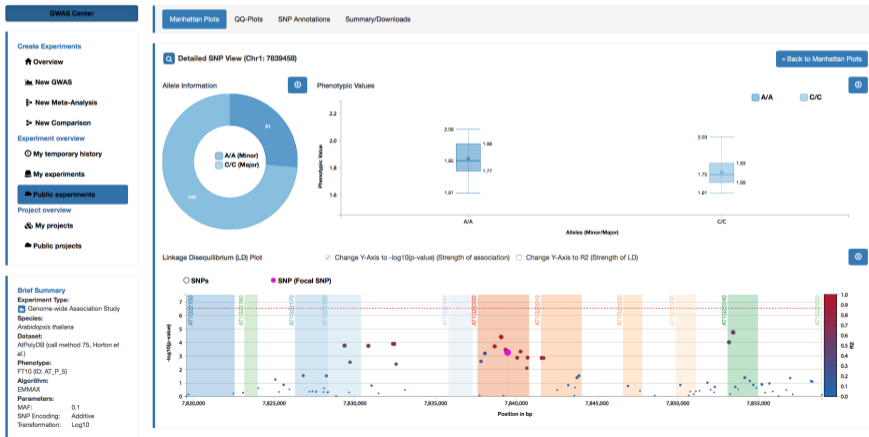 GWAS Center
Create Experiments
Overview
New GWAS
New Meta-Analysis
New Comparison
Experiment overview
My temporary history
My experiments
Public experiments
Project overview
My projects
Public projects
Brief Summary
Experiment Type:
Genome-wide Association Study
Species:
Arabidopsis thaliana
Dataset:
AtPolyDB (call method 75, Horton et
al.)
Phenotype:
FT10 (ID: AT_P_5)
Algorithm:
EMMAX
Parameters:
MAF: 0.1
SNP Encoding: Additive
Transformation: Log10
Manhattan Plots QQ-Plots SNP Annotations Summary/Downloads
Detailed SNP View (Chr1: 7839458)
« Back to Manhattan Plots
Allele Information
51
A/A (Minor)
C/C (Major)
Phenotypic Values
A/A C/C
Phenotypic Value
2.2
2.0
1.8
1.6
2.08
1.98
1.85
1.77
1.61
2.03
1.83
1.75
1.69
1.61
A/A C/C
Alleles (Minor/Major)
Linkage Disequilibrium (LD) Plot
Change Y-Axis to -log10(p-value) (Strength of association) Change Y-Axis to R2 (Strength of LD)
SNPs SNP (Focal SNP)
-log10(p-value)
7
6
5
4
3
2
1
0
7,820,000 7,825,000 7,830,000 7,835,000 7,840,000 7,845,000 7,850,000 7,855,000
Position in bp
1.0
0.9
0.8
0.7
0.6
0.5
0.4
0.3
0.2
0.1
0.0
R2